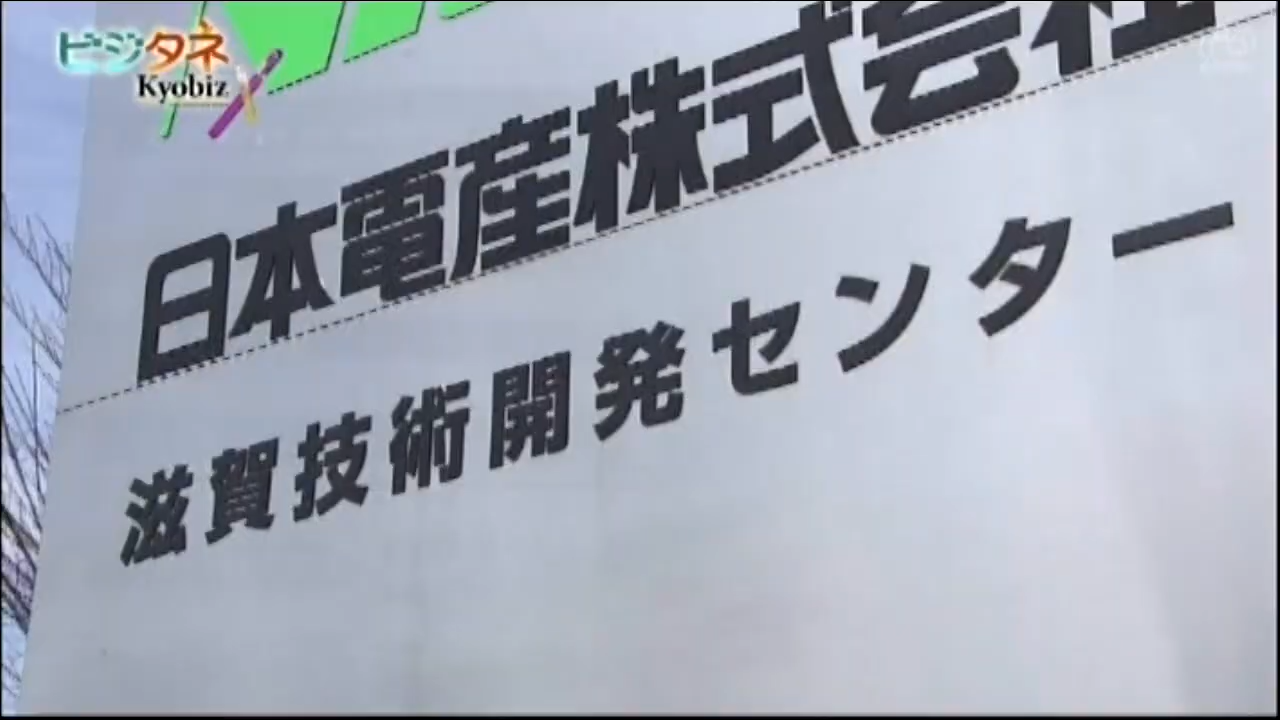 ビジタネ
Kyobiz
日本電産株式会社
滋賀技術開発センター